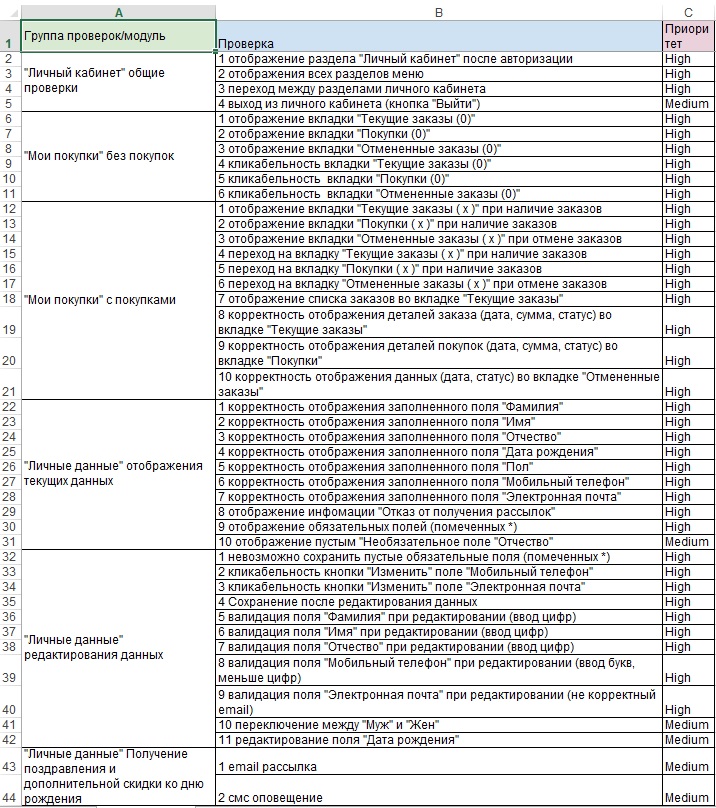 A B C
1 Группа проверок/модуль Проверка Приори
тет
2 1 отображение раздела "Личный кабинет" после авторизации High
"Личный кабинет" общие
проверки
3 2 отображения всех разделов меню High
4 3 переход между разделами личного кабинета High
5 4 выход из личного кабинета (кнопка "Выйти") Medium
6 1 отображение вкладки "Текущие заказы (0)" High
7 2 отображение вкладки "Покупки (0)" High
8 3 отображение вкладки "Отмененные заказы (0) High
"Мои покупки" без покупок
9 4 кликабельность вкладки "Текущие заказы (0)" High
10 5 кликабельность вкладки "Покупки (0)" High
11 6 кликабельность вкладки "Отмененные заказы (0)" High
12 1 отображение вкладки "Текущие заказы ( x )" при наличие заказов High
13 2 отображение вкладки "Покупки ( x )" при наличие заказов High
14 3 отображение вкладки "Отмененные заказы ( x )" при отмене заказов High
15 4 переход на вкладку "Текущие заказы ( x )" при наличие заказов High
16 5 переход на вкладку "Покупки ( x )" при наличие заказов High
17 6 переход на вкладку "Отмененные заказы ( x )" при отмене заказов High
18 "Мои покупки" с покупками 7 отображение списка заказов во вкладке "Текущие заказы" High
8 корректность отображения деталей заказа (дата, сумма, статус) во
19 вкладке "Текущие заказы" High
9 корректность отображения деталей покупок (дата, сумма, статус) во
20 вкладке "Покупки" High
10 корректность отображения данных (дата, статус) во вкладке "Отмененные
21 заказы" High
22 1 корректность отображения заполненного поля "Фамилия" High
23 2 корректность отображения заполненного поля "Имя" High
24 3 корректность отображения заполненного поля "Отчество" High
25 4 корректность отображения заполненного поля "Дата рождения" High
26 5 корректность отображения заполненного поля "Пол" High
"Личные данные" отображения
текущих данных
27 6 корректность отображения заполненного поля "Мобильный телефон" High
28 7 корректность отображения заполненного поля "Электронная почта" High
29 8 отображение инфомации "Отказ от получения рассылок" High
30 9 отображение обязательных полей (помеченных *) High
31 10 отображение пустым "Необязательное поле "Отчество" Medium
32 1 невозможно сохранить пустые обязательные поля (помеченных *) High
33 2 кликабельность кнопки "Изменить" поле "Мобильный телефон" High
34 3 кликабельность кнопки "Изменить" поле "Электронная почта" High
35 4 Сохранение после редактирования данных High
36 5 валидация поля "Фамилия" при редактировании (ввод цифр) High
37 6 валидация поля "Имя" при редактировании (ввод цифр) High
38 7 валидация поля "Отчество" при редактировании (ввод цифр) High
"Личные данные"
редактирования данных
8 валидация поля "Мобильный телефон" при редактировании (ввод букв,
39 меньше цифр) High
9 валидация поля "Электронная почта" при редактировании (не корректный
40 email) High
41 10 переключение между "Муж" и "Жен" Medium
42 11 редактирование поля "Дата рождения" Medium
"Личные данные" Получение
поздравления и
дополнительной скидки ко дню
рождения
43 1 email рассылка Medium
44 2 смс оповещение Medium